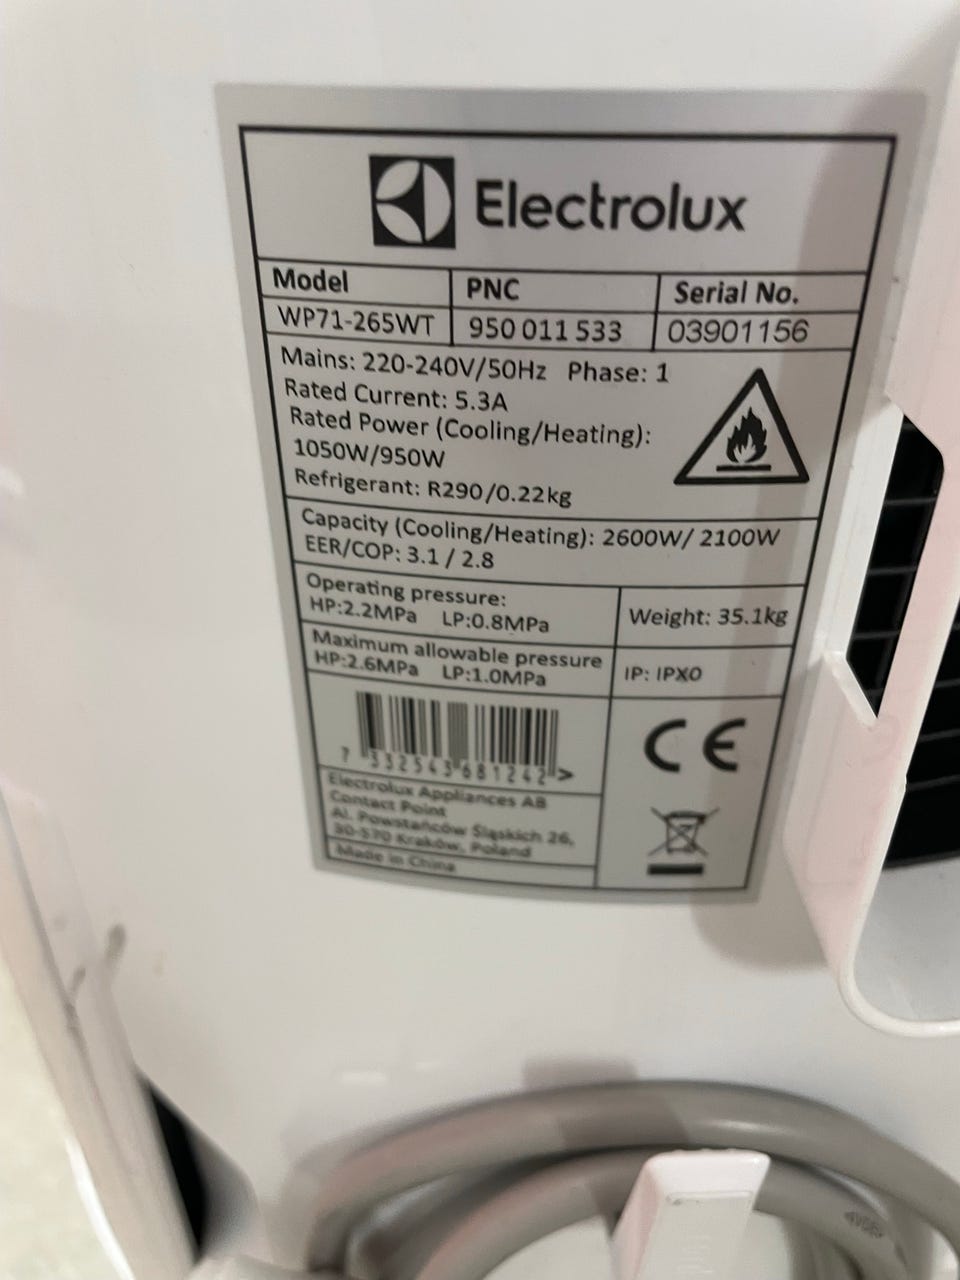 Electrolux
Model PNC Serial No.
WP71-265WT 950 011 533 03901156
Mains: 220-240V/50Hz Phase: 1
Rated Current: 5.3A
Rated Power (Cooling/Heating):
1050W/950W
Refrigerant: R290/0.22kg
Capacity (Cooling/Heating): 2600W/ 2100W
EER/COP: 3.1 / 2.8
Operating pressure:
HP:2.2MPa LP:0.8MPa
Weight: 35.1kg
Maximum allowable pressure
HP:2.6MPa LP:1.0MPa
IP: IPX0
7 332543 681242 >
CE
Electrolux Appliances AB
Contact Point
Al. Powstańców Śląskich 26,
30-570 Kraków, Poland
Made in China